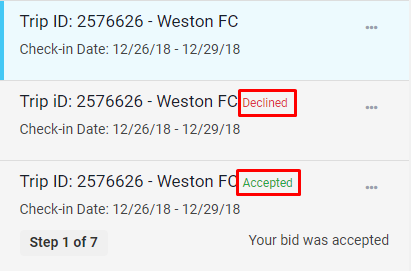 Trip ID: 2576626 - Weston FC
Check-in Date: 12/26/18 - 12/29/18
Trip iD: 2576626 - Weston FC Declined
Check-in Date: 12/26/18 - 12/29/18
Trip ID: 2576626 - Weston FC Accepted
Check-in Date: 12/26/18 - 12/29/18
Step 1 of 7 Your bid was accepted